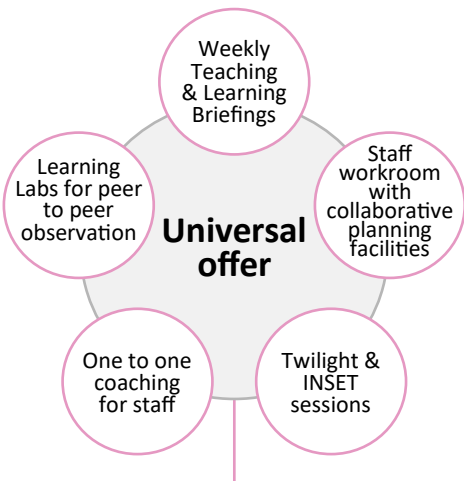 Weekly
Teaching
& Learning
Briefings
Learning
Labs for peer
to peer
observation
Staff
workroom
with
collaborative
planning
facilities
Universal
offer
One to one
coaching
for staff
Twilight &
INSET
sessions